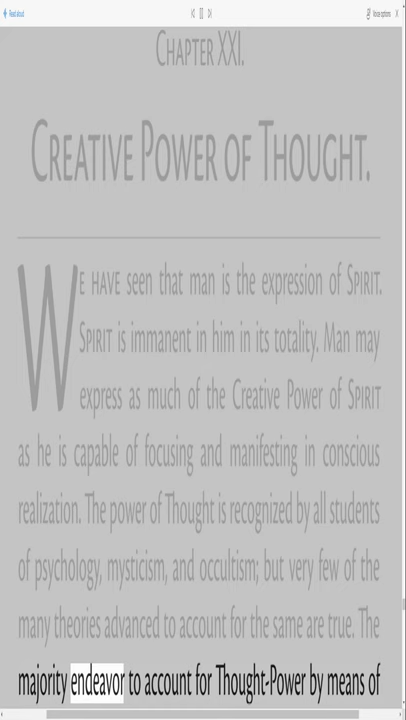 Read aloud
Voice options
CHAPTER XXI.
CREATIVE POWER OF THOUGHT.
WE HAVE seen that man is the expression of SPIRIT.
SPIRIT is immanent in him in its totality. Man may
express as much of the Creative Power of SPIRIT
as he is capable of focusing and manifesting in conscious
realization. The power of Thought is recognized by all students
of psychology, mysticism, and occultism; but very few of the
many theories advanced to account for the same are true. The
majority endeavor to account for Thought-Power by means of